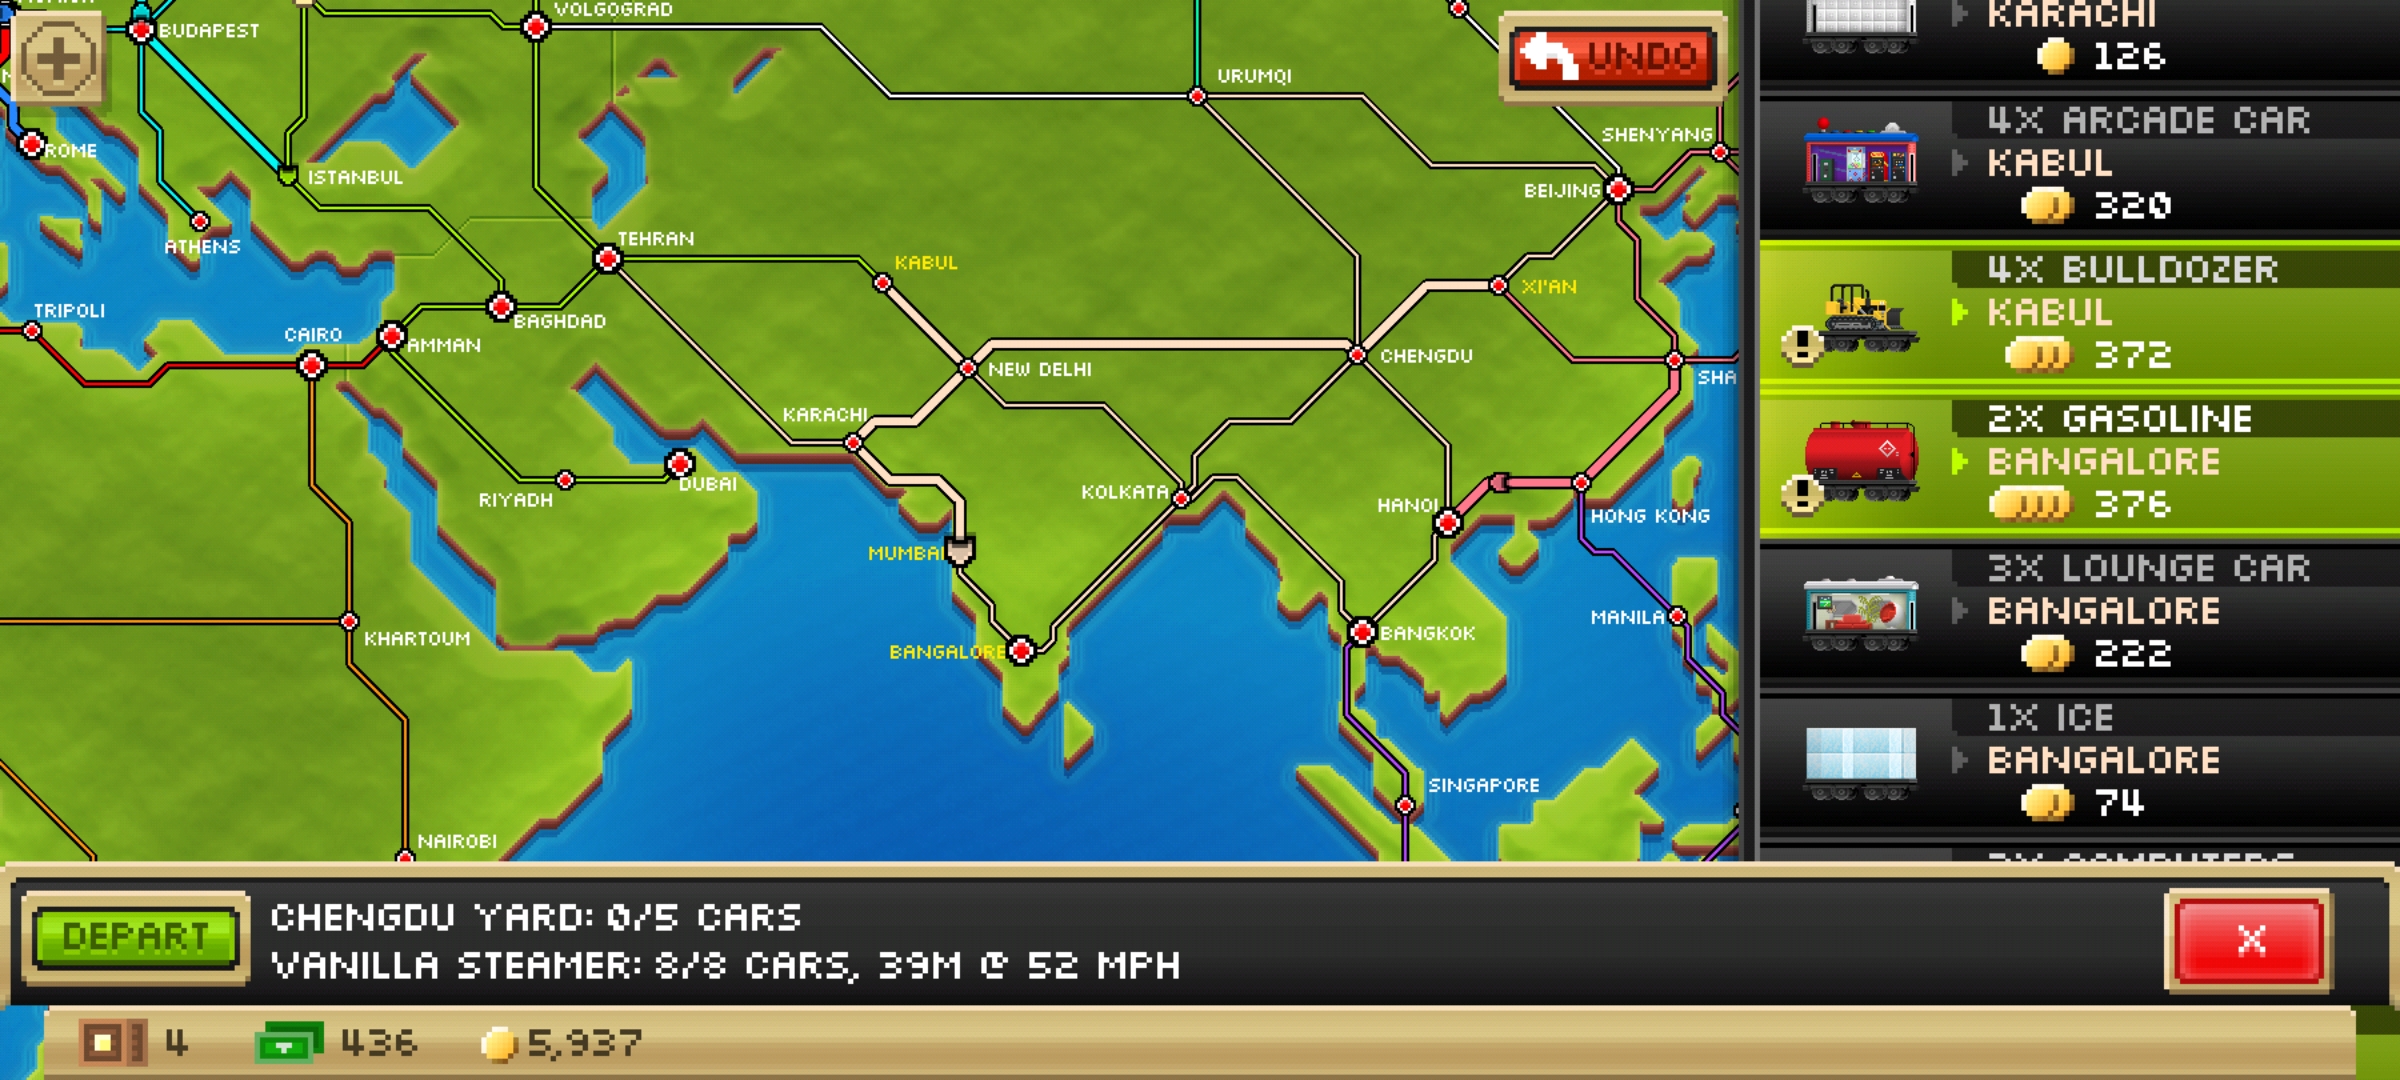 VOLGOGRAD
BUDAPEST
UNDO
URUMQI
SHENYANG
ROME
ISTANBUL
BEIJING
ATHENS
TEHRAN
KABUL
XI'AN
TRIPOLI
CAIRO
BAGHDAD
AMMAN
NEW DELHI
CHENGDU
SHA
KARACHI
RIYADH
DUBAI
KOLKATA
HANOI
HONG KONG
MUMBAI
MANILA
KHARTOUM
BANGALORE
BANGKOK
SINGAPORE
NAIROBI
KARACHI
126
4X ARCADE CAR
KABUL
320
4X BULLDOZER
KABUL
372
2X GASOLINE
BANGALORE
376
3X LOUNGE CAR
BANGALORE
222
1X ICE
BANGALORE
74
DEPART
CHENGDU YARD: 0/5 CARS
VANILLA STEAMER: 8/8 CARS, 39M @ 52 MPH
X
4
436
5,937